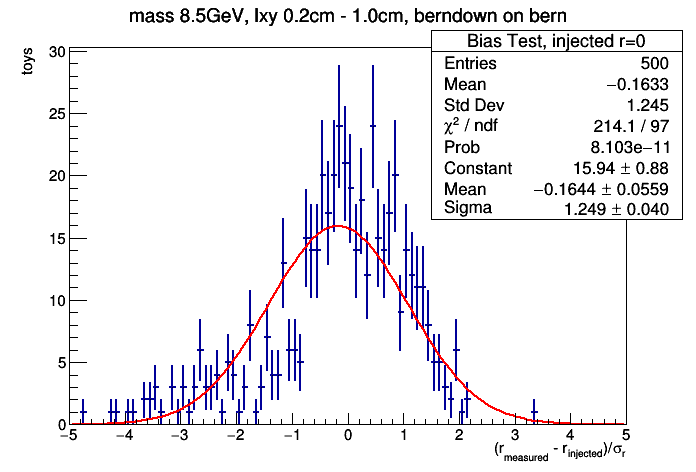 mass 8.5GeV, lxy 0.2cm - 1.0cm, berndown on bern
Bias Test, injected r=0
Entries 500
Mean −0.1633
Std Dev 1.245
χ² / ndf 214.1 / 97
Prob 8.103e−11
Constant 15.94 ± 0.88
Mean −0.1644 ± 0.0559
Sigma 1.249 ± 0.040
toys
30
25
20
15
10
5
0
−5 −4 −3 −2 −1 0 1 2 3 4 5
(r_measured - r_injected)/σ_r